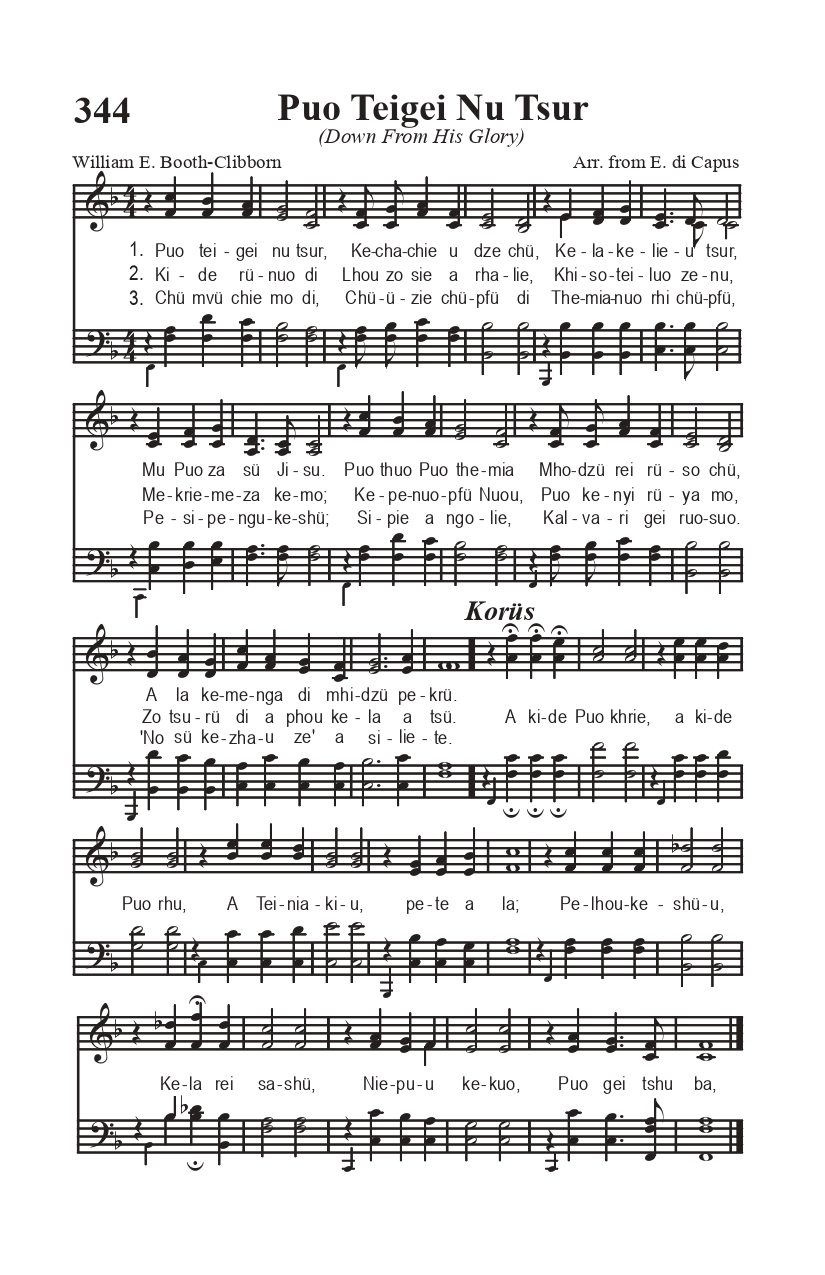 344 Puo Teigei Nu Tsur
(Down From His Glory)
William E. Booth-Clibborn Arr. from E. di Capus
1. Puo tei - gei nu tsur, Ke-cha-chie u dze chü, Ke - la - ke - lie - u tsur,
2. Ki - de rü - nuo di Lhou zo sie a rha - lie, Khi - so - tei - luo ze - nu,
3. Chü mvü chie mo di, Chü - ü - zie chü - pfü di The - mia - nuo rhi chü - pfü,
Mu Puo za sü Ji - su. Puo thuo Puo the - mia Mho - dzü rei rü - so chü,
Me - krie - me - za ke - mo; Ke - pe - nuo - pfü Nuou, Puo ke - nyi rü - ya mo,
Pe - si - pe - ngu - ke - shü; Si - pie a ngo - lie, Kal - va - ri gei ruo - suo.
Korüs
A la ke - me - nga di mhi - dzü pe - krü.
Zo tsu - rü di a phou ke - la a tsü. A ki - de Puo khrie, a ki - de
'No sü ke - zha - u ze' a si - lie - te.
Puo rhu, A Tei - nia - ki - u, pe - te a la; Pe - lhou - ke - shü - u,
Ke - la rei sa - shü, Nie - pu - u ke - kuo, Puo gei tshu ba,